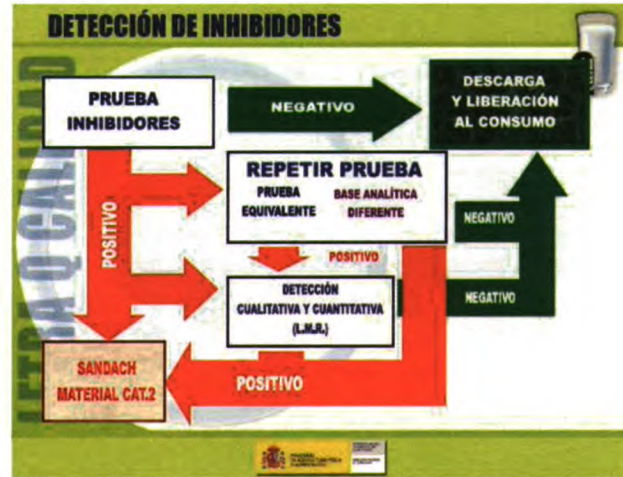 DETECCIÓN DE INHIBIDORES
LETRA Q CALIDAD
PRUEBA
INHIBIDORES
NEGATIVO
DESCARGA
Y LIBERACIÓN
AL CONSUMO
REPETIR PRUEBA
PRUEBA
EQUIVALENTE
BASE ANALÍTICA
DIFERENTE
NEGATIVO
POSITIVO
POSITIVO
DETECCIÓN
CUALITATIVA Y CUANTITATIVA
(L.M.R.)
NEGATIVO
SANDACH
MATERIAL CAT.2
POSITIVO